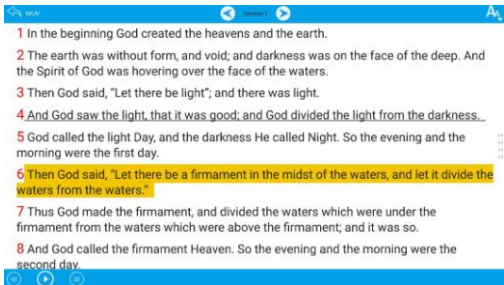 NKJV Genesis 1 AA
1 In the beginning God created the heavens and the earth.
2 The earth was without form, and void; and darkness was on the face of the deep. And
the Spirit of God was hovering over the face of the waters.
3 Then God said, “Let there be light”; and there was light.
4 And God saw the light, that it was good; and God divided the light from the darkness.
5 God called the light Day, and the darkness He called Night. So the evening and the
morning were the first day.
6 Then God said, “Let there be a firmament in the midst of the waters, and let it divide the
waters from the waters.”
7 Thus God made the firmament, and divided the waters which were under the
firmament from the waters which were above the firmament; and it was so.
8 And God called the firmament Heaven. So the evening and the morning were the
second day.